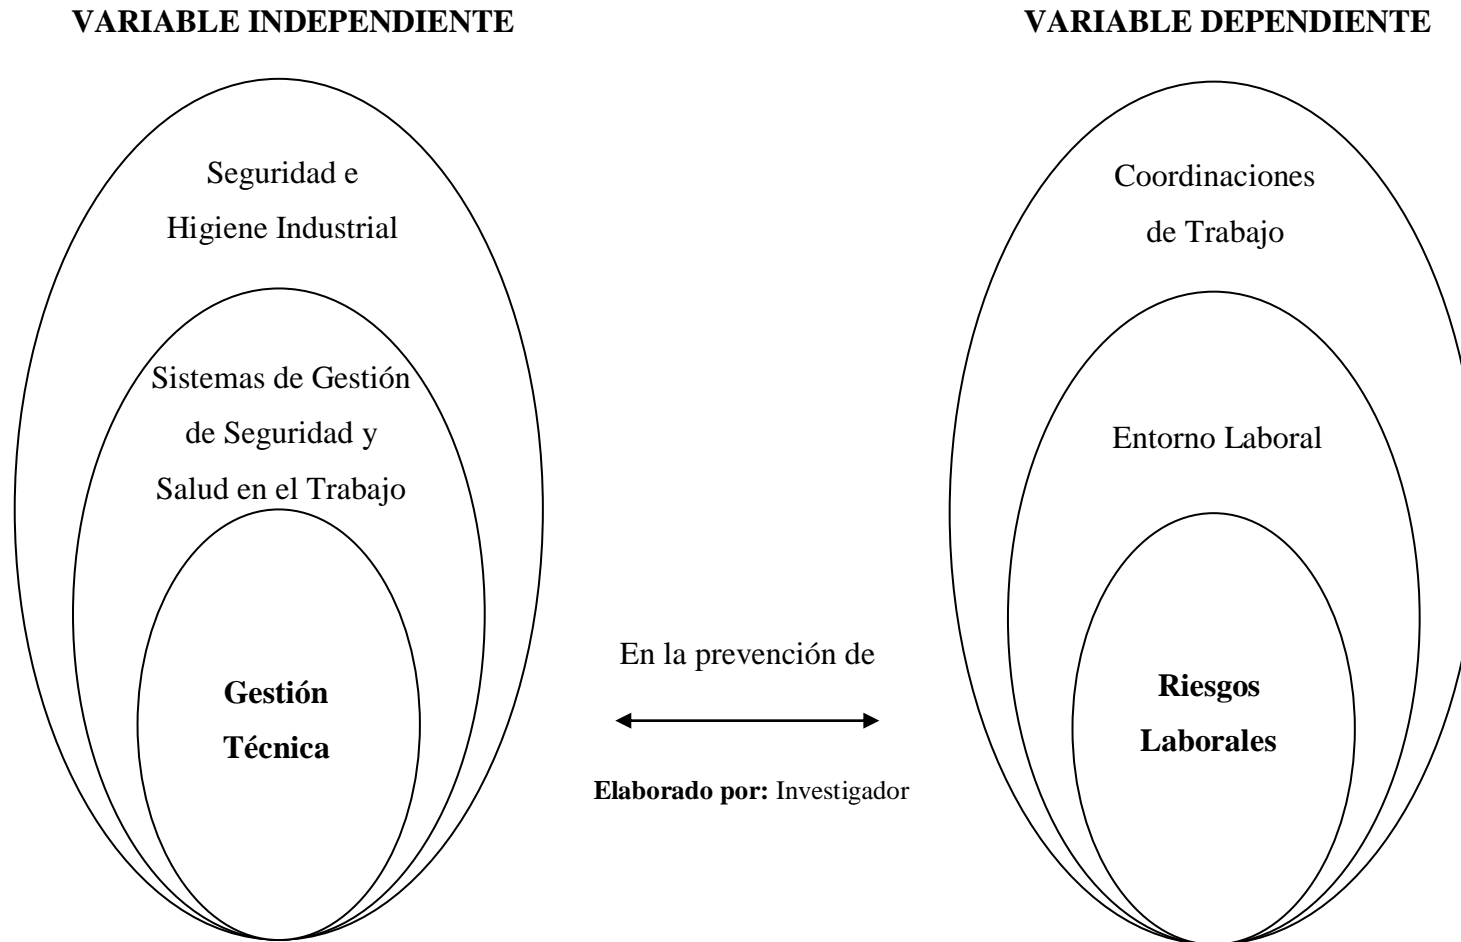 VARIABLE INDEPENDIENTE
VARIABLE DEPENDIENTE
Seguridad e
Higiene Industrial
Sistemas de Gestión
de Seguridad y
Salud en el Trabajo
Gestión
Técnica
En la prevención de
Elaborado por: Investigador
Coordinaciones
de Trabajo
Entorno Laboral
Riesgos
Laborales